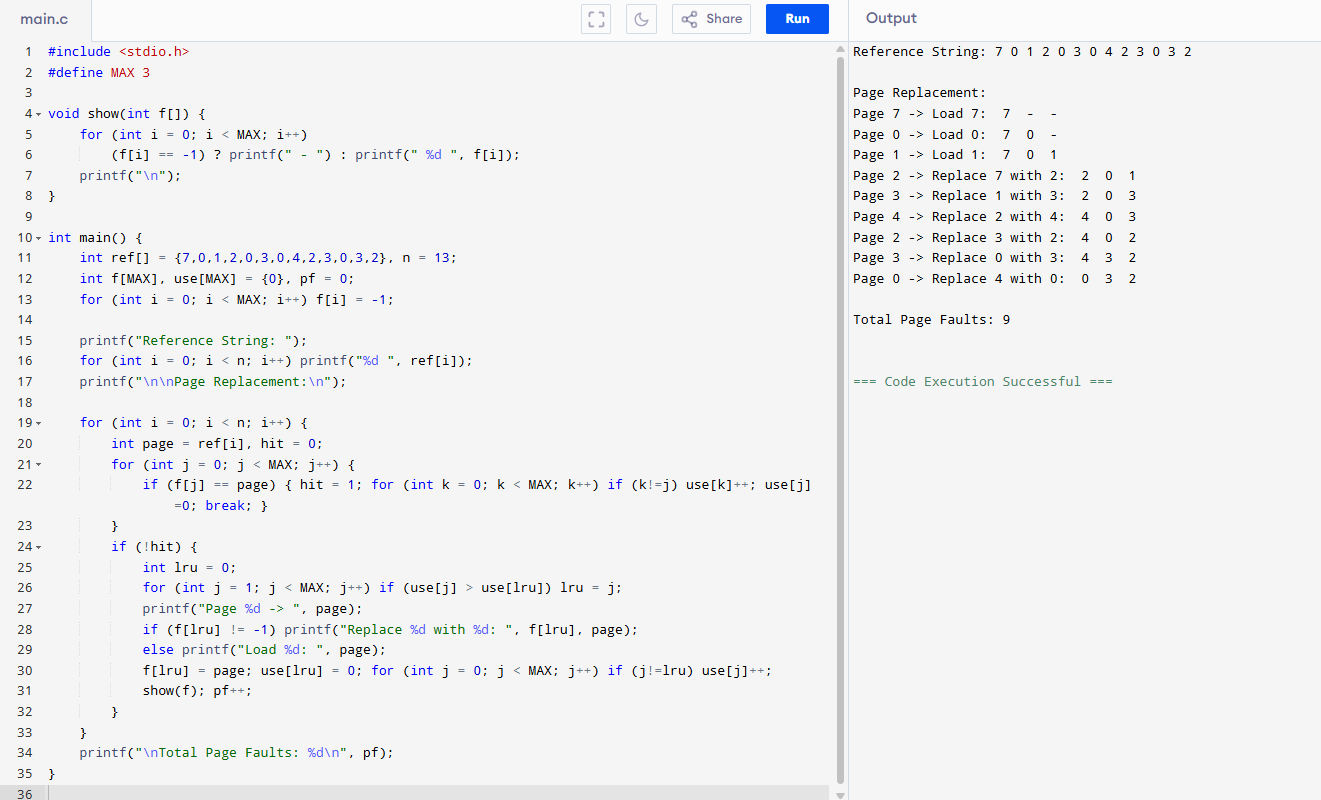 main.c
Share
Run
Output
1 #include <stdio.h>
2 #define MAX 3
3
4 void show(int f[]) {
5     for (int i = 0; i < MAX; i++)
6         (f[i] == -1) ? printf(" - ") : printf(" %d ", f[i]);
7     printf("\n");
8 }
9
10 int main() {
11     int ref[] = {7,0,1,2,0,3,0,4,2,3,0,3,2}, n = 13;
12     int f[MAX], use[MAX] = {0}, pf = 0;
13     for (int i = 0; i < MAX; i++) f[i] = -1;
14
15     printf("Reference String: ");
16     for (int i = 0; i < n; i++) printf("%d ", ref[i]);
17     printf("\n\nPage Replacement:\n");
18
19     for (int i = 0; i < n; i++) {
20         int page = ref[i], hit = 0;
21         for (int j = 0; j < MAX; j++) {
22             if (f[j] == page) { hit = 1; for (int k = 0; k < MAX; k++) if (k!=j) use[k]++; use[j]
=0; break; }
23         }
24         if (!hit) {
25             int lru = 0;
26             for (int j = 1; j < MAX; j++) if (use[j] > use[lru]) lru = j;
27             printf("Page %d -> ", page);
28             if (f[lru] != -1) printf("Replace %d with %d: ", f[lru], page);
29             else printf("Load %d: ", page);
30             f[lru] = page; use[lru] = 0; for (int j = 0; j < MAX; j++) if (j!=lru) use[j]++;
31             show(f); pf++;
32         }
33     }
34     printf("\nTotal Page Faults: %d\n", pf);
35 }
36
Reference String: 7 0 1 2 0 3 0 4 2 3 0 3 2
Page Replacement:
Page 7 -> Load 7:  7  -  -
Page 0 -> Load 0:  7  0  -
Page 1 -> Load 1:  7  0  1
Page 2 -> Replace 7 with 2:  2  0  1
Page 3 -> Replace 1 with 3:  2  0  3
Page 4 -> Replace 2 with 4:  4  0  3
Page 2 -> Replace 3 with 2:  4  0  2
Page 3 -> Replace 0 with 3:  4  3  2
Page 0 -> Replace 4 with 0:  0  3  2
Total Page Faults: 9
=== Code Execution Successful ===